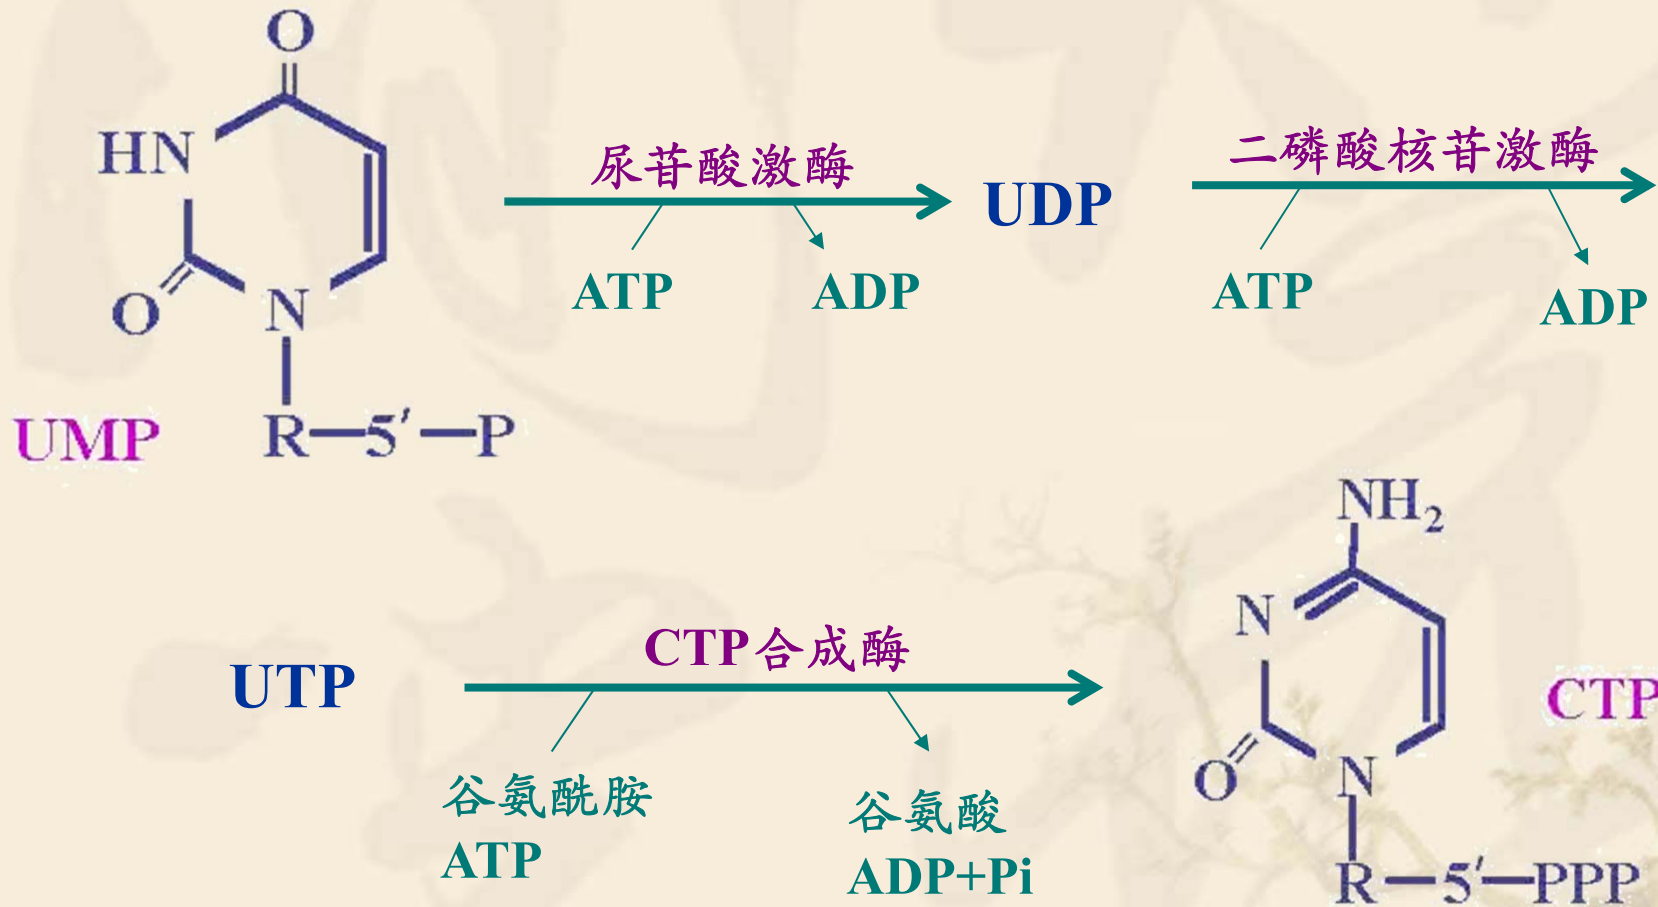 O
HN
O
N
R—5′—P
UMP
尿苷酸激酶
ATP
ADP
UDP
二磷酸核苷激酶
ATP
ADP
UTP
CTP合成酶
谷氨酰胺
ATP
谷氨酸
ADP+Pi
NH₂
N
O
N
R—5′—PPP
CTP